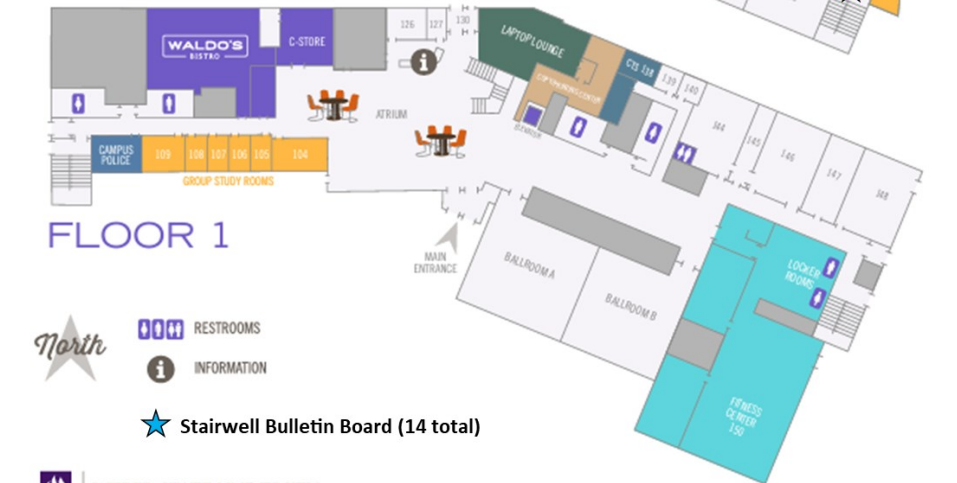 WALDO'S
BISTRO
C-STORE
126
127
130
LAPTOP LOUNGE
CTS 138
139
140
ATRIUM
ELEVATOR
144
145
146
147
148
CAMPUS
POLICE
109
108
107
106
105
104
GROUP STUDY ROOMS
FLOOR 1
MAIN
ENTRANCE
BALLROOM A
BALLROOM B
LOCKER
ROOMS
FITNESS
CENTER
150
North
RESTROOMS
i
INFORMATION
Stairwell Bulletin Board (14 total)